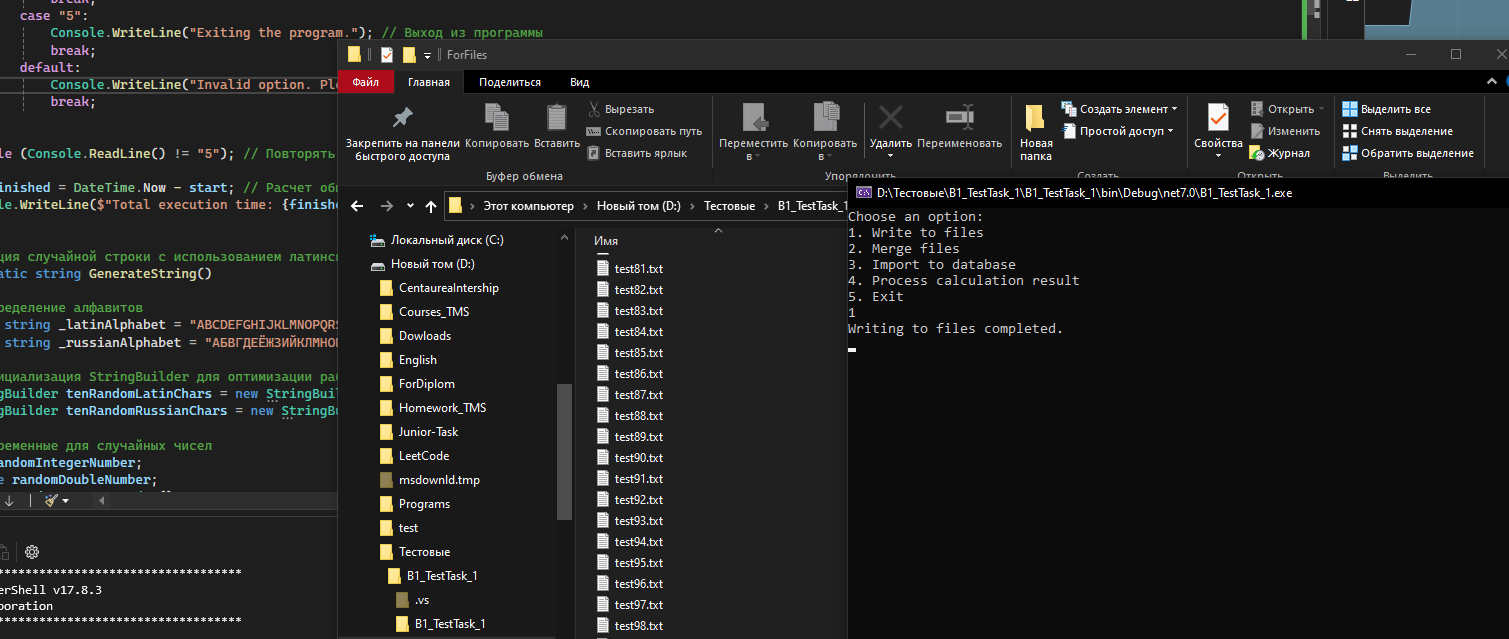 break;
case "5":
Console.WriteLine("Exiting the program."); // Выход из программы
break;
default:
Console.WriteLine("Invalid option. Ple
break;
le (Console.ReadLine() != "5"); // Повторять
inished = DateTime.Now - start; // Расчет об
le.WriteLine($"Total execution time: {finishe
ция случайной строки с использованием латинс
atic string GenerateString()
ределение алфавитов
string _latinAlphabet = "ABCDEFGHIJKLMNOPQRS
string _russianAlphabet = "АБВГДЕЁЖЗИЙКЛМНОП
ициализация StringBuilder для оптимизации ра
gBuilder tenRandomLatinChars = new StringBuil
gBuilder tenRandomRussianChars = new StringBu
ременные для случайных чисел
andomIntegerNumber;
e randomDoubleNumber;
**********************************
erShell v17.8.3
poration
**********************************
ForFiles
Файл Главная Поделиться Вид
Закрепить на панели быстрого доступа
Копировать
Вставить
Вырезать
Скопировать путь
Вставить ярлык
Буфер обмена
Переместить в
Копировать в
Удалить
Переименовать
Упорядочить
Новая папка
Создать элемент
Простой доступ
Создать
Свойства
Открыть
Изменить
Журнал
Открыть
Выделить все
Снять выделение
Обратить выделение
Выделить
Этот компьютер > Новый том (D:) > Тестовые > B1_TestTask_1
Локальный диск (C:)
Новый том (D:)
CentaureaIntership
Courses_TMS
Dowloads
English
ForDiplom
Homework_TMS
Junior-Task
LeetCode
msdownld.tmp
Programs
test
Тестовые
B1_TestTask_1
.vs
B1_TestTask_1
Имя
test81.txt
test82.txt
test83.txt
test84.txt
test85.txt
test86.txt
test87.txt
test88.txt
test89.txt
test90.txt
test91.txt
test92.txt
test93.txt
test94.txt
test95.txt
test96.txt
test97.txt
test98.txt
D:\Тестовые\B1_TestTask_1\B1_TestTask_1\bin\Debug\net7.0\B1_TestTask_1.exe
Choose an option:
1. Write to files
2. Merge files
3. Import to database
4. Process calculation result
5. Exit
1
Writing to files completed.